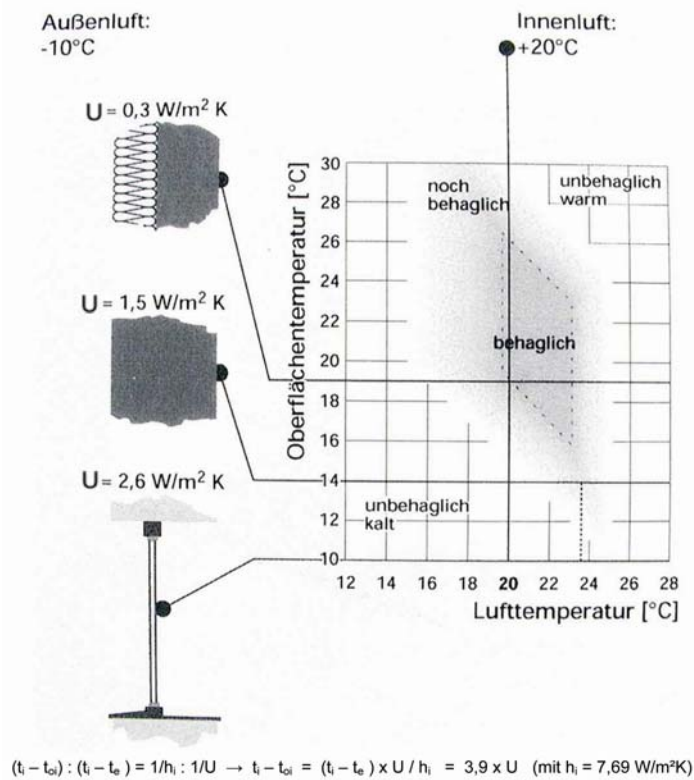 Außenluft:
-10°C
Innenluft:
+20°C
U = 0,3 W/m² K
U = 1,5 W/m² K
U = 2,6 W/m² K
Oberflächentemperatur [°C]
30
28
26
24
22
20
18
16
14
12
10
noch
behaglich
unbehaglich
warm
behaglich
unbehaglich
kalt
12 14 16 18 20 22 24 26 28
Lufttemperatur [°C]
(tᵢ – tₒᵢ) : (tᵢ – tₑ ) = 1/hᵢ : 1/U → tᵢ – tₒᵢ = (tᵢ – tₑ ) x U / hᵢ = 3,9 x U (mit hᵢ = 7,69 W/m²K)